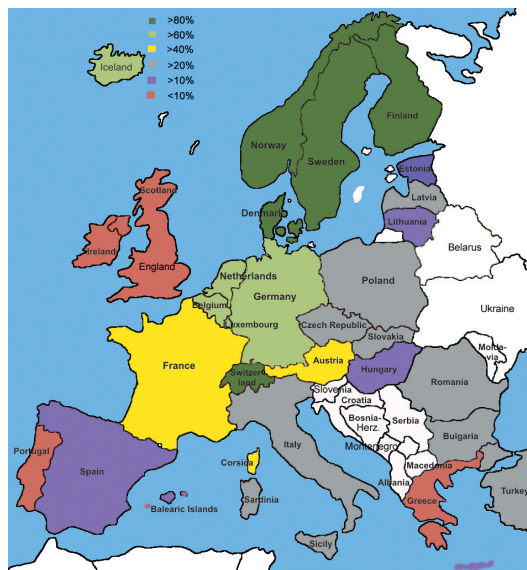 >80%
>60%
>40%
>20%
>10%
<10%
Iceland
Finland
Norway
Sweden
Estonia
Scotland
Latvia
Denmark
Lithuania
Ireland
Belarus
England
Netherlands
Poland
Germany
Belgium
Ukraine
Luxembourg
Czech Republic
Slovakia
Molda-
via
France
Austria
Switzer
land
Hungary
Romania
Slovenia
Croatia
Bosnia-
Herz.
Serbia
Bulgaria
Italy
Montenegro
Portugal
Corsica
Macedonia
Spain
Albania
Turkey
Sardinia
Greece
Balearic Islands
Sicily